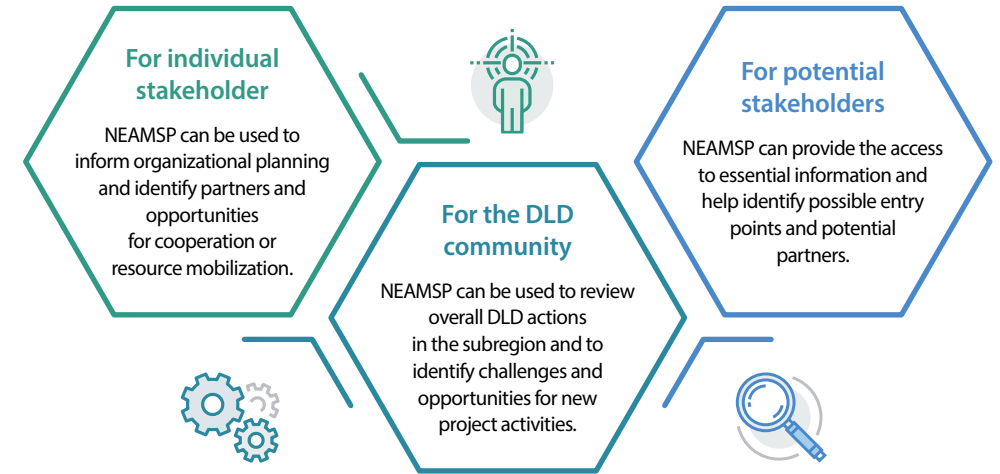 For individual
stakeholder
NEAMSP can be used to
inform organizational planning
and identify partners and
opportunities
for cooperation or
resource mobilization.
For the DLD
community
NEAMSP can be used to review
overall DLD actions
in the subregion and to
identify challenges and
opportunities for new
project activities.
For potential
stakeholders
NEAMSP can provide the access
to essential information and
help identify possible entry
points and potential
partners.